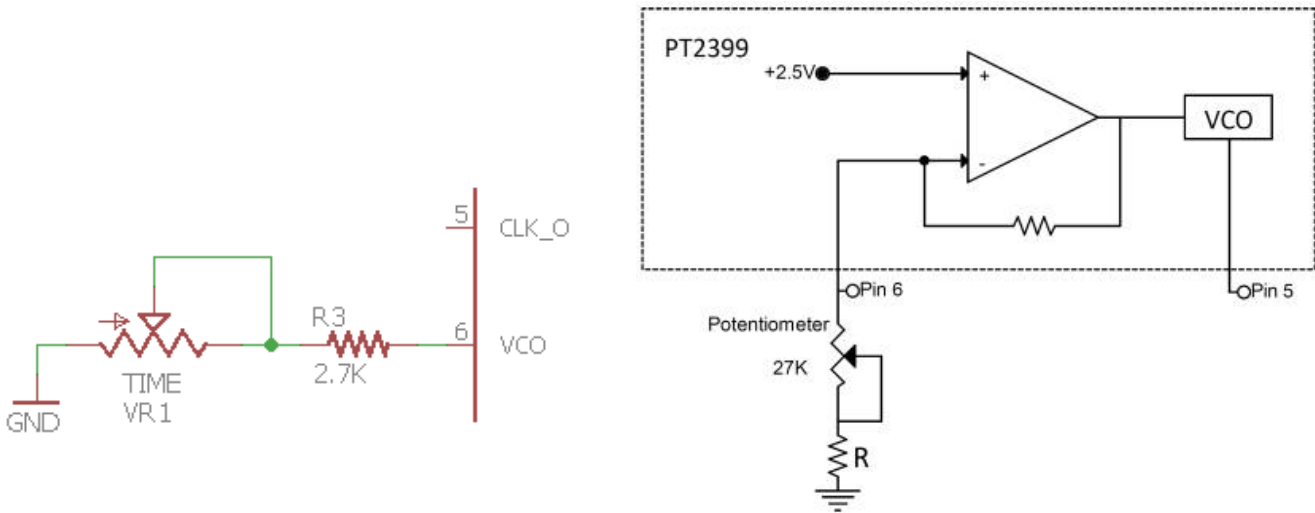 5
CLK_O
R3
6
VCO
2.7K
TIME
VR1
GND
PT2399
+2.5V
+
-
VCO
Pin 6
Pin 5
Potentiometer
27K
R